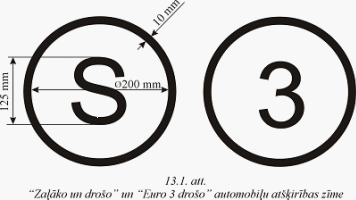 10 mm
125 mm
S
ø200 mm
3
13.1. att.
“Zaļāko un drošo” un “Euro 3 drošo” automobiļu atšķirības zīme